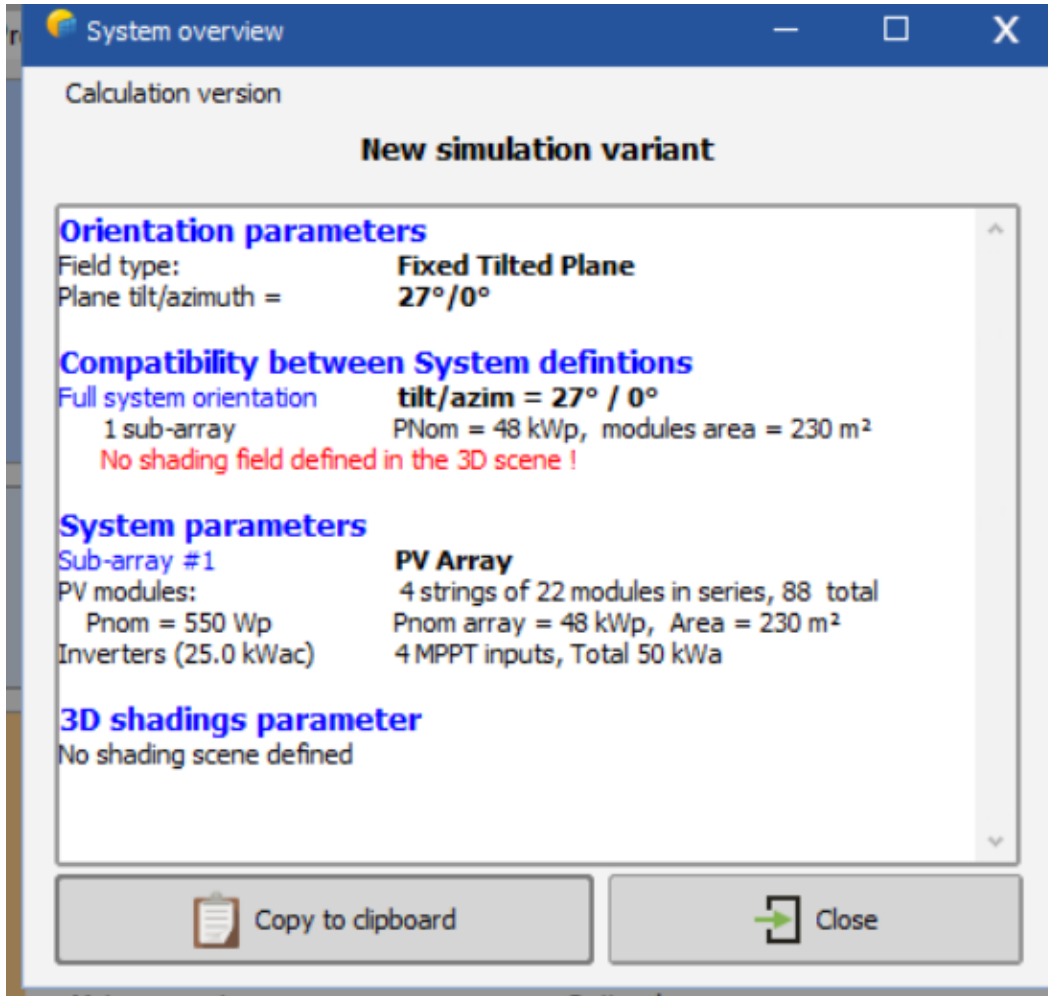 System overview
Calculation version
New simulation variant
Orientation parameters
Field type: Fixed Tilted Plane
Plane tilt/azimuth = 27°/0°
Compatibility between System defintions
Full system orientation tilt/azim = 27° / 0°
1 sub-array PNom = 48 kWp, modules area = 230 m²
No shading field defined in the 3D scene !
System parameters
Sub-array #1 PV Array
PV modules: 4 strings of 22 modules in series, 88 total
Pnom = 550 Wp Pnom array = 48 kWp, Area = 230 m²
Inverters (25.0 kWac) 4 MPPT inputs, Total 50 kWa
3D shadings parameter
No shading scene defined
Copy to clipboard Close